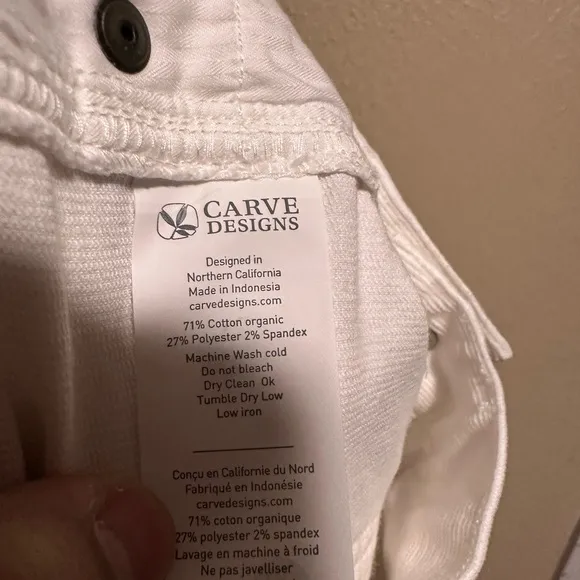 CARVE
DESIGNS
Designed in
Northern California
Made in Indonesia
carvedesigns.com
71% Cotton organic
27% Polyester 2% Spandex
Machine Wash cold
Do not bleach
Dry Clean Ok
Tumble Dry Low
Low iron
Conçu en Californie du Nord
Fabriqué en Indonésie
carvedesigns.com
71% coton organique
27% polyester 2% spandex
Lavage en machine à froid
Ne pas javelliser